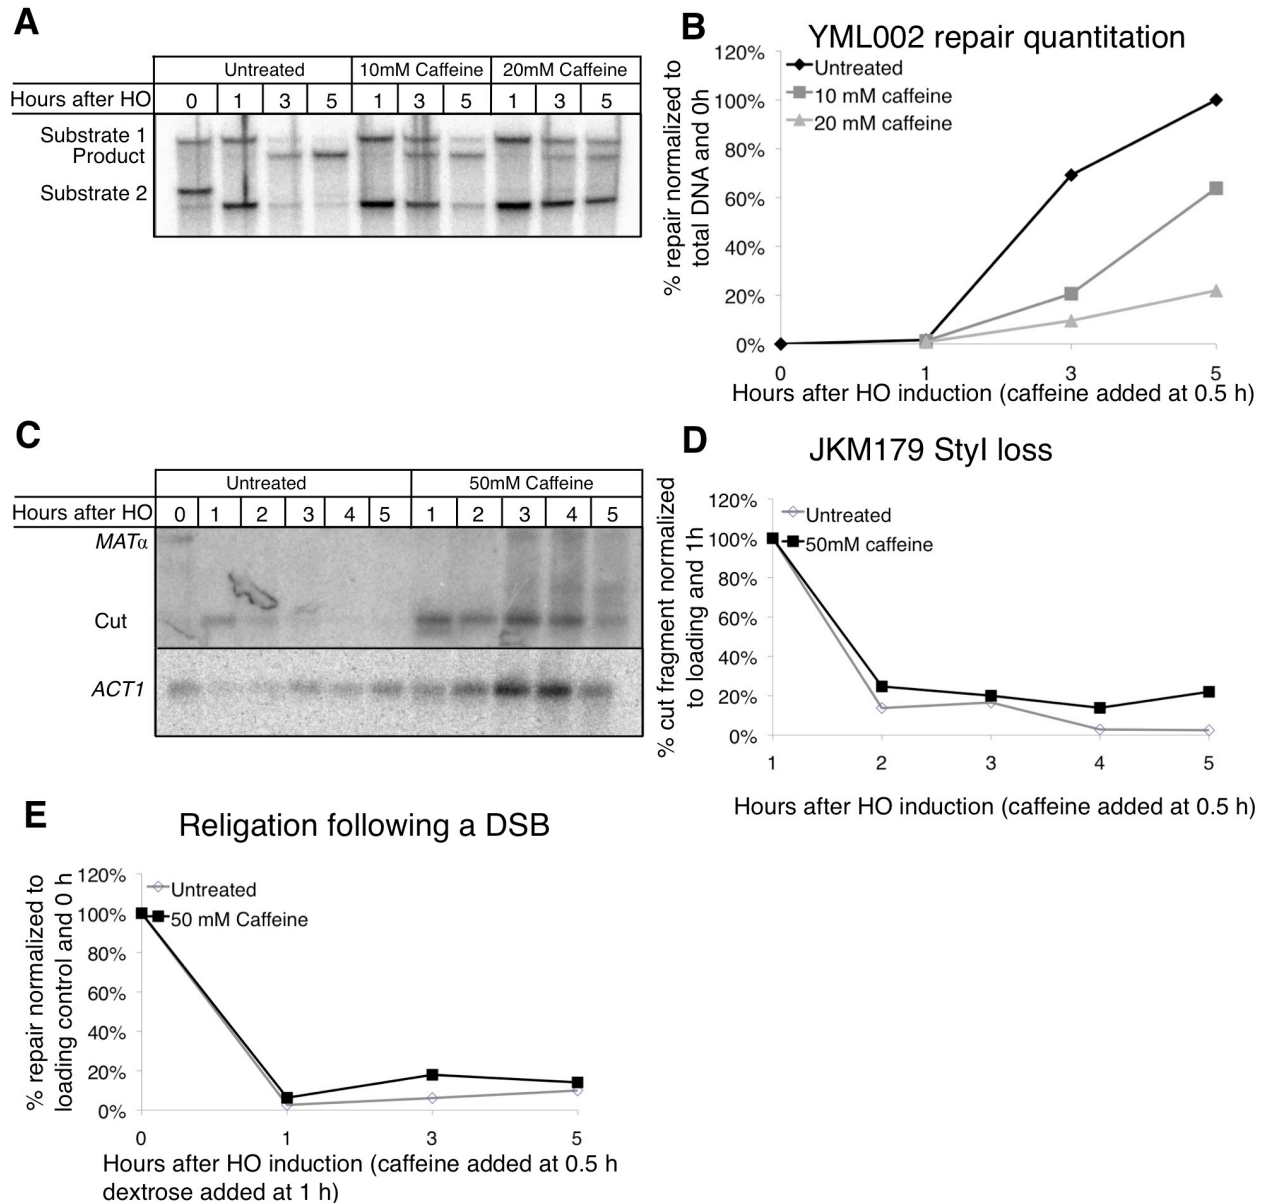 A
Untreated 10mM Caffeine 20mM Caffeine
Hours after HO 0 1 3 5 1 3 5 1 3 5
Substrate 1
Product
Substrate 2
B
YML002 repair quantitation
% repair normalized to
total DNA and 0h
120%
100%
80%
60%
40%
20%
0%
Untreated
10 mM caffeine
20 mM caffeine
0 1 3 5
Hours after HO induction (caffeine added at 0.5 h)
C
Untreated 50mM Caffeine
Hours after HO 0 1 2 3 4 5 1 2 3 4 5
MATα
Cut
ACT1
D
JKM179 StyI loss
% cut fragment normalized
to loading and 1h
120%
100%
80%
60%
40%
20%
0%
Untreated
50mM caffeine
1 2 3 4 5
Hours after HO induction (caffeine added at 0.5 h)
E
Religation following a DSB
% repair normalized to
loading control and 0 h
120%
100%
80%
60%
40%
20%
0%
Untreated
50 mM Caffeine
0 1 3 5
Hours after HO induction (caffeine added at 0.5 h
dextrose added at 1 h)